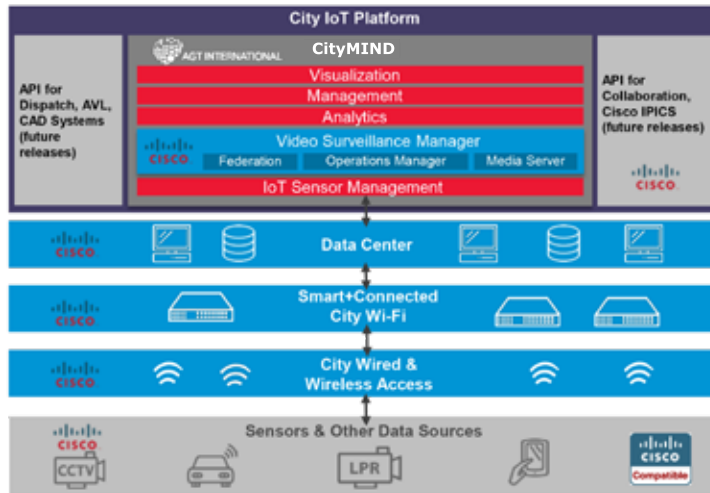 City IoT Platform
API for
Dispatch, AVL,
CAD Systems
(future
releases)
AGT INTERNATIONAL
CityMIND
Visualization
Management
Analytics
CISCO
Video Surveillance Manager
Federation
Operations Manager
Media Server
IoT Sensor Management
API for
Collaboration,
Cisco IPICS
(future releases)
CISCO
CISCO
Data Center
CISCO
Smart+Connected
City Wi-Fi
CISCO
City Wired &
Wireless Access
CISCO
Sensors & Other Data Sources
CCTV
LPR
CISCO
Compatible